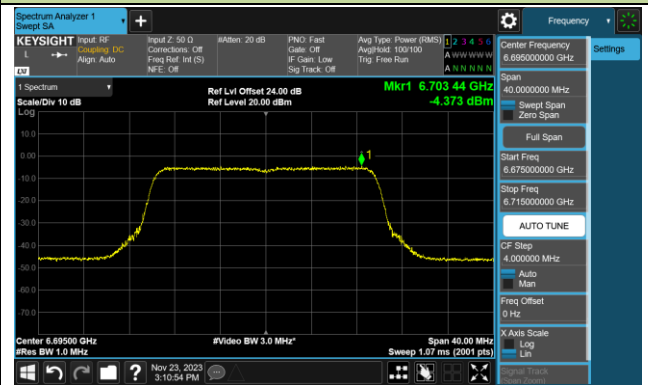 Spectrum Analyzer 1
Swept SA
Frequency
KEYSIGHT
L
LXI
Input: RF
Coupling: DC
Align: Auto
Input Z: 50 Ω
Corrections: Off
Freq Ref: Int (S)
NFE: Off
#Atten: 20 dB
PNO: Fast
Gate: Off
IF Gain: Low
Sig Track: Off
Avg Type: Power (RMS)
Avg|Hold: 100/100
Trig: Free Run
1 2 3 4 5 6
A W W W W W
A N N N N N
1 Spectrum
Scale/Div 10 dB
Log
Ref Lvl Offset 24.00 dB
Ref Level 20.00 dBm
Mkr1 6.703 44 GHz
-4.373 dBm
10.0
0.00
-10.0
-20.0
-30.0
-40.0
-50.0
-60.0
-70.0
1
Center 6.69500 GHz
#Res BW 1.0 MHz
#Video BW 3.0 MHz*
Span 40.00 MHz
Sweep 1.07 ms (2001 pts)
Nov 23, 2023
3:10:54 PM
Settings
Center Frequency
6.695000000 GHz
Span
40.0000000 MHz
Swept Span
Zero Span
Full Span
Start Freq
6.675000000 GHz
Stop Freq
6.715000000 GHz
AUTO TUNE
CF Step
4.000000 MHz
Auto
Man
Freq Offset
0 Hz
X Axis Scale
Log
Lin
Signal Track
(Span Zoom)